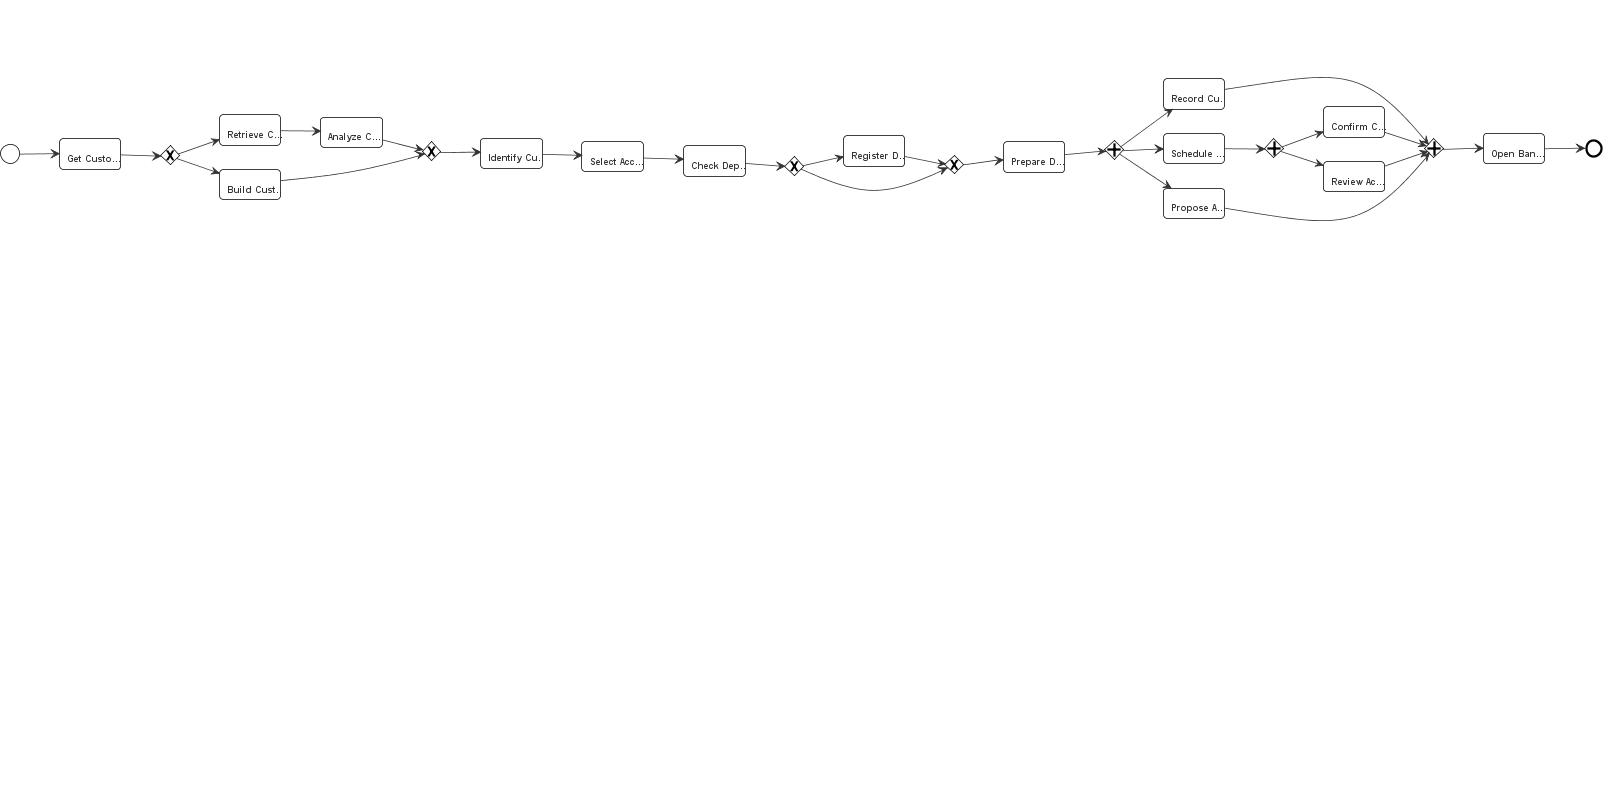 Get Custo...
Retrieve C...
Build Cust.
Analyze C...
Identify Cu.
Select Acc...
Check Dep..
Register D..
Prepare D...
Record Cu.
Schedule ...
Propose A..
Confirm C...
Review Ac...
Open Ban...